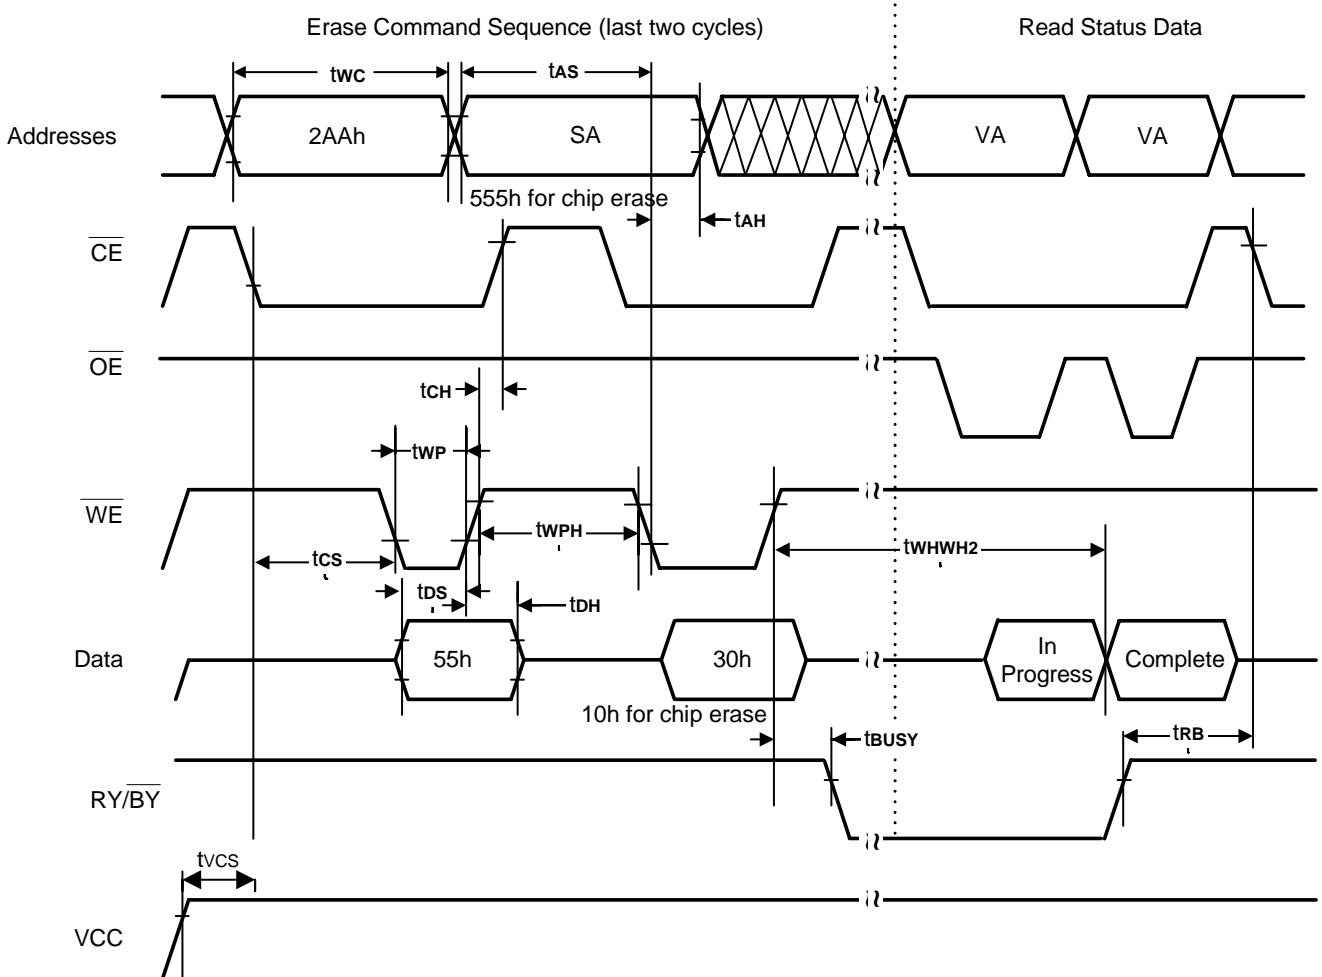 Erase Command Sequence (last two cycles)
Read Status Data
tWC
tAS
Addresses
2AAh
SA
VA
VA
555h for chip erase
tAH
CE
OE
tCH
tWP
WE
tWPH
tWHWH2
tCS
tDS
tDH
Data
55h
30h
In
Progress
Complete
10h for chip erase
tBUSY
tRB
RY/BY
tVCS
VCC